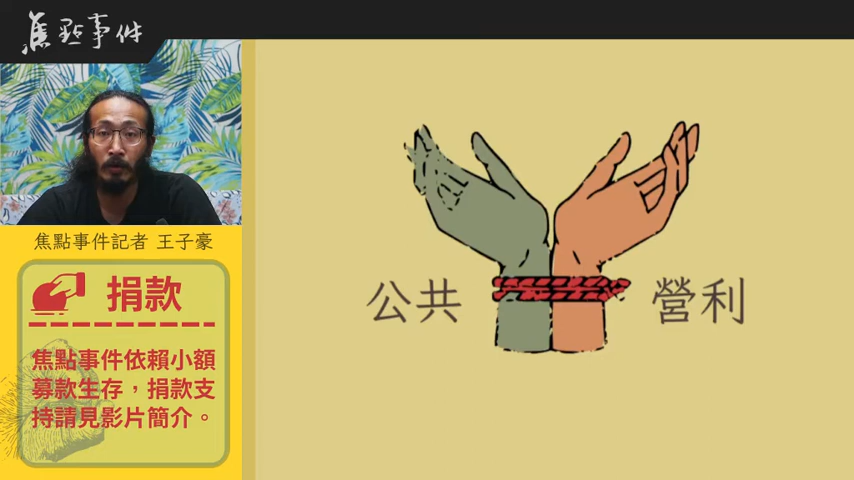 焦點事件
焦點事件記者 王子豪
捐款
焦點事件依賴小額
募款生存，捐款支
持請見影片簡介。
公共
營利